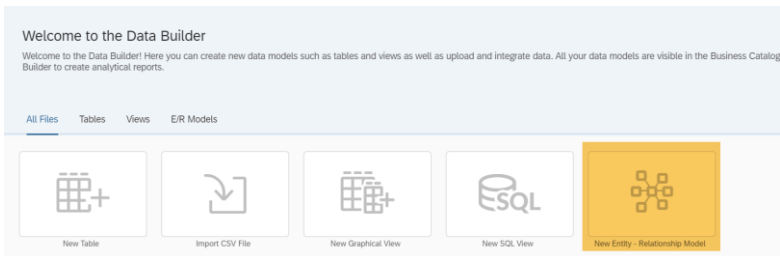 Welcome to the Data Builder
Welcome to the Data Builder! Here you can create new data models such as tables and views as well as upload and integrate data. All your data models are visible in the Business Catalog
Builder to create analytical reports.
All Files Tables Views E/R Models
SQL
New Table Import CSV File New Graphical View New SQL View New Entity - Relationship Model